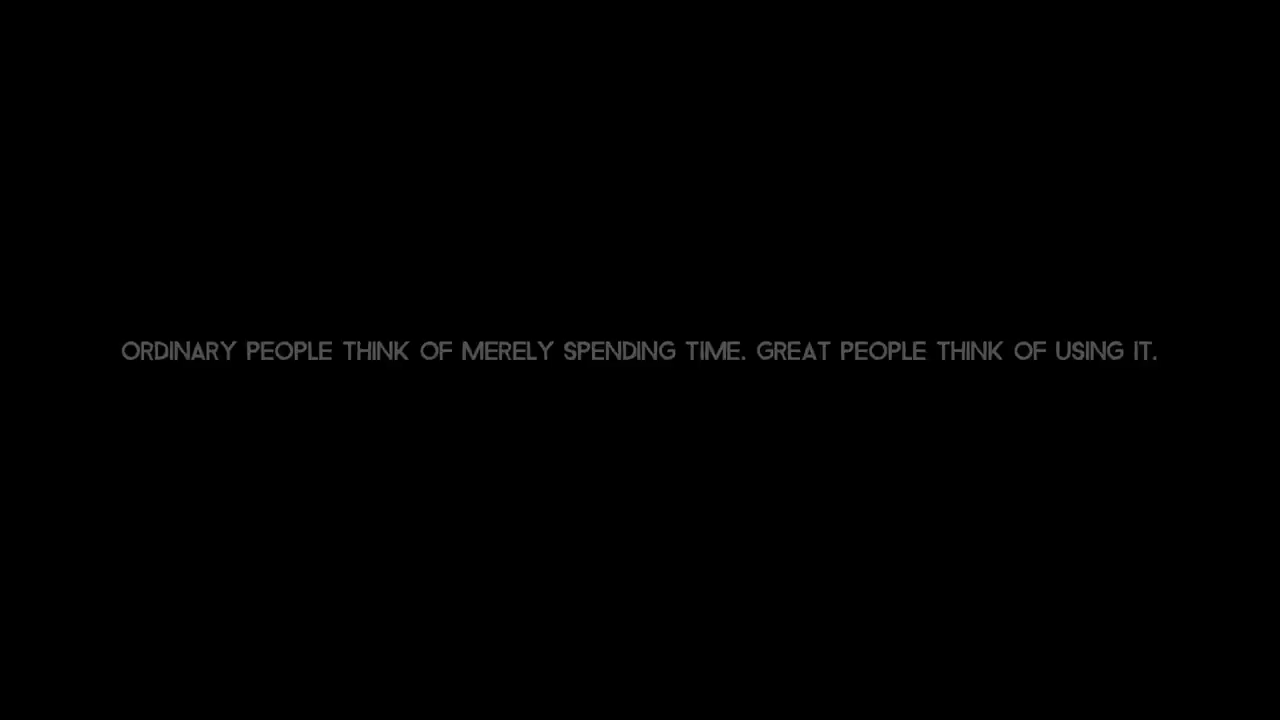 ORDINARY PEOPLE THINK OF MERELY SPENDING TIME. GREAT PEOPLE THINK OF USING IT.